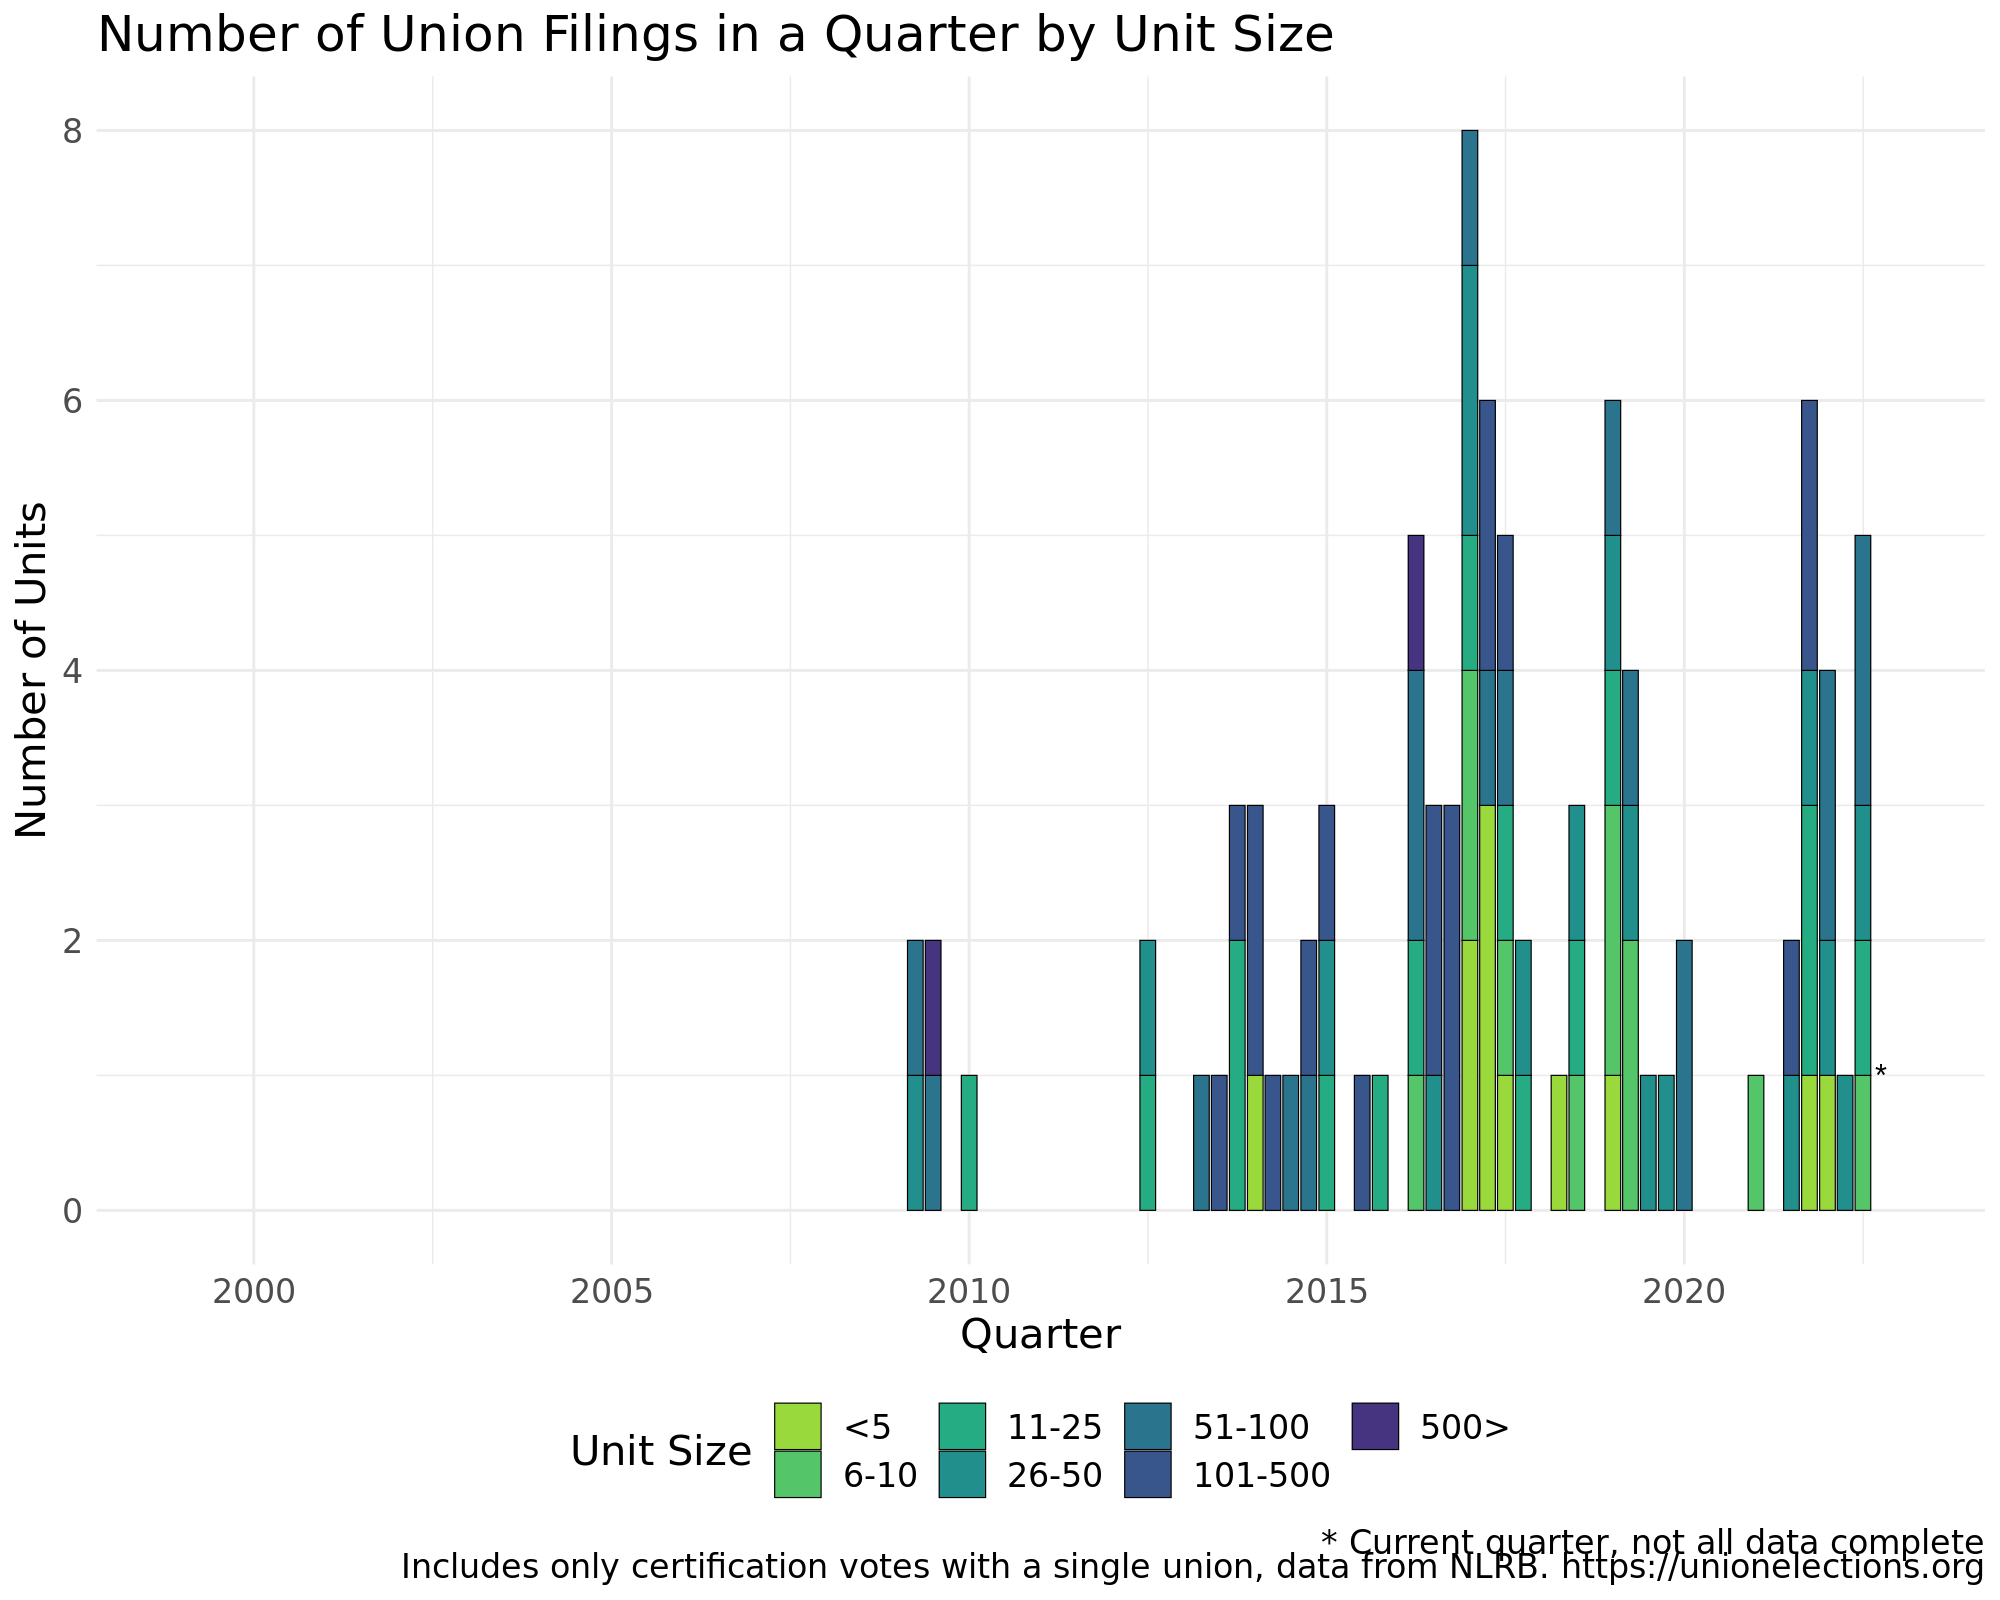 Number of Union Filings in a Quarter by Unit Size
Number of Units
8
6
4
2
0
*
2000 2005 2010 2015 2020
Quarter
Unit Size
<5 11-25 51-100 500>
6-10 26-50 101-500
* Current quarter, not all data complete
Includes only certification votes with a single union, data from NLRB. https://unionelections.org